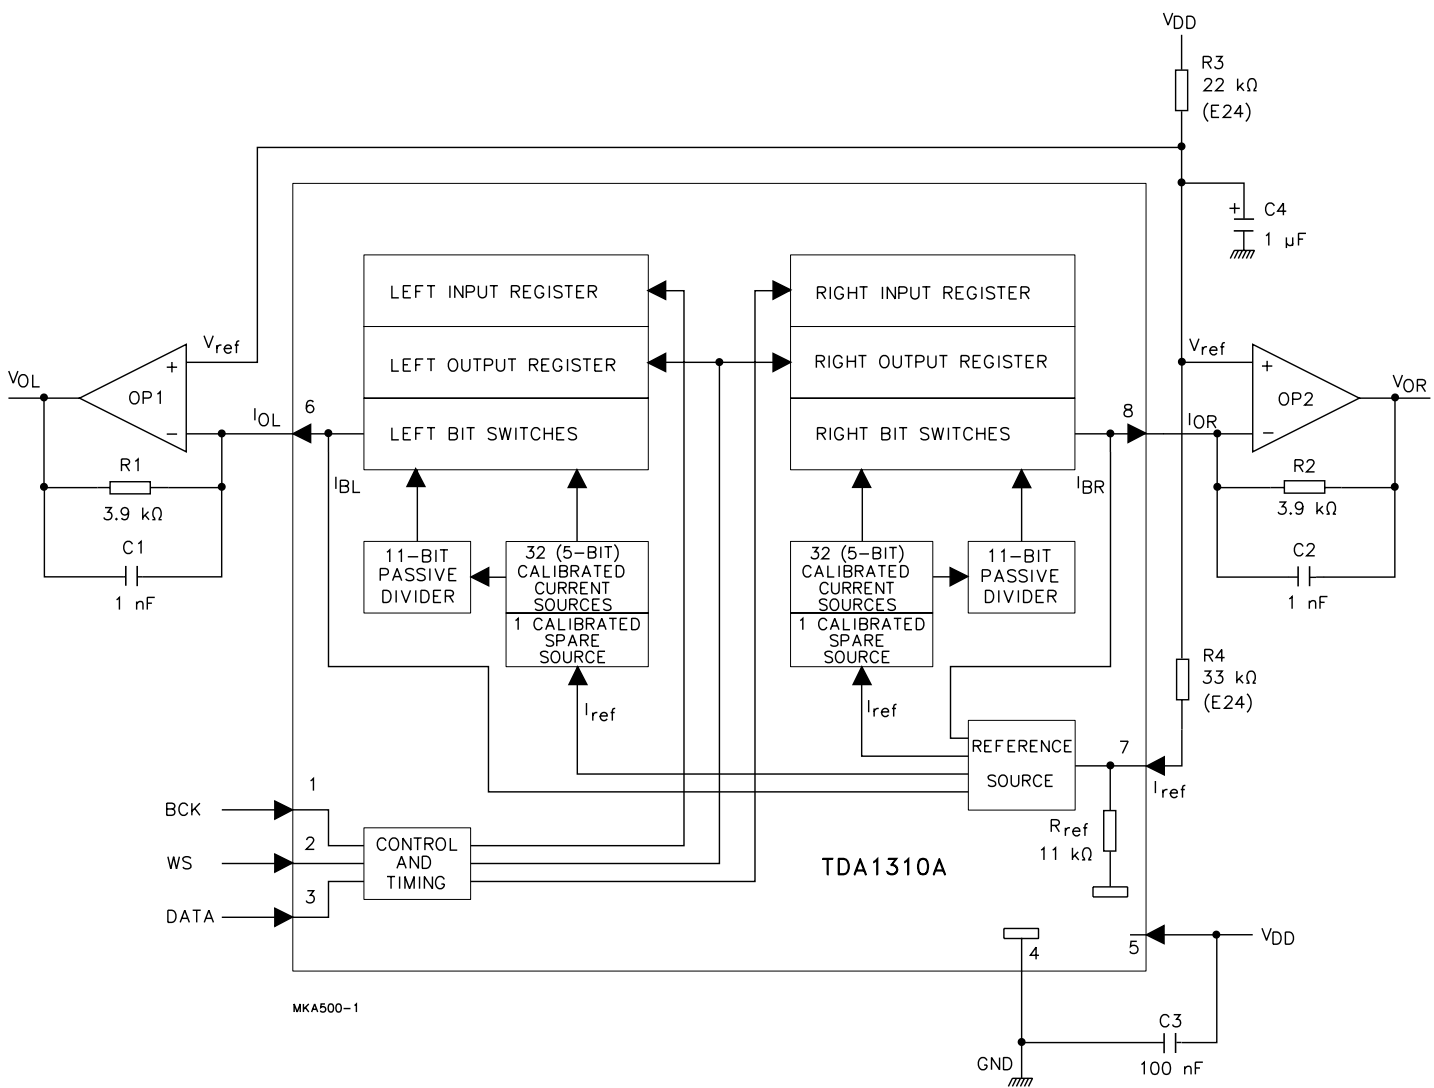 VDD
R3
22 kΩ
(E24)
C4
+
1 μF
LEFT INPUT REGISTER
RIGHT INPUT REGISTER
Vref
Vref
LEFT OUTPUT REGISTER
RIGHT OUTPUT REGISTER
VOL
+
OP1
−
+
OP2
−
VOR
IOL
6
LEFT BIT SWITCHES
RIGHT BIT SWITCHES
8
IOR
R1
3.9 kΩ
IBL
IBR
R2
3.9 kΩ
C1
1 nF
11−BIT
PASSIVE
DIVIDER
32 (5−BIT)
CALIBRATED
CURRENT
SOURCES
32 (5−BIT)
CALIBRATED
CURRENT
SOURCES
11−BIT
PASSIVE
DIVIDER
C2
1 nF
1 CALIBRATED
SPARE
SOURCE
1 CALIBRATED
SPARE
SOURCE
R4
33 kΩ
(E24)
Iref
Iref
REFERENCE
SOURCE
7
Iref
1
BCK
2
WS
3
DATA
CONTROL
AND
TIMING
Rref
11 kΩ
TDA1310A
4
5
VDD
MKA500−1
C3
100 nF
GND